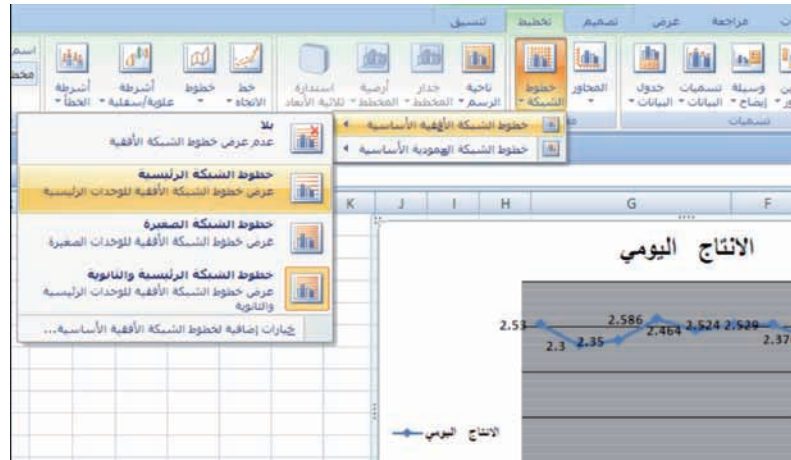 مراجعة عرض تصميم تخطيط تنسيق
وسيلة إيضاح
تسميات البيانات
جدول البيانات
المحاور
خطوط الشبكة
ناحية الرسم
جدار المخطط
أرضية المخطط
استدارة ثلاثية الأبعاد
خط الاتجاه
خطوط
أشرطة علوية/سفلية
أشرطة الخطأ
تسميات
خطوط الشبكة الأفقية الأساسية
خطوط الشبكة العمودية الأساسية
بلا
عدم عرض خطوط الشبكة الأفقية
خطوط الشبكة الرئيسية
عرض خطوط الشبكة الأفقية للوحدات الرئيسية
خطوط الشبكة الصغيرة
عرض خطوط الشبكة الأفقية للوحدات الصغيرة
خطوط الشبكة الرئيسية والثانوية
عرض خطوط الشبكة الأفقية للوحدات الرئيسية
والثانوية
خيارات إضافية لخطوط الشبكة الأفقية الأساسية...
K J I H G F
الانتاج اليومي
2.53 2.3 2.35 2.586 2.464 2.524 2.529
الانتاج اليومي